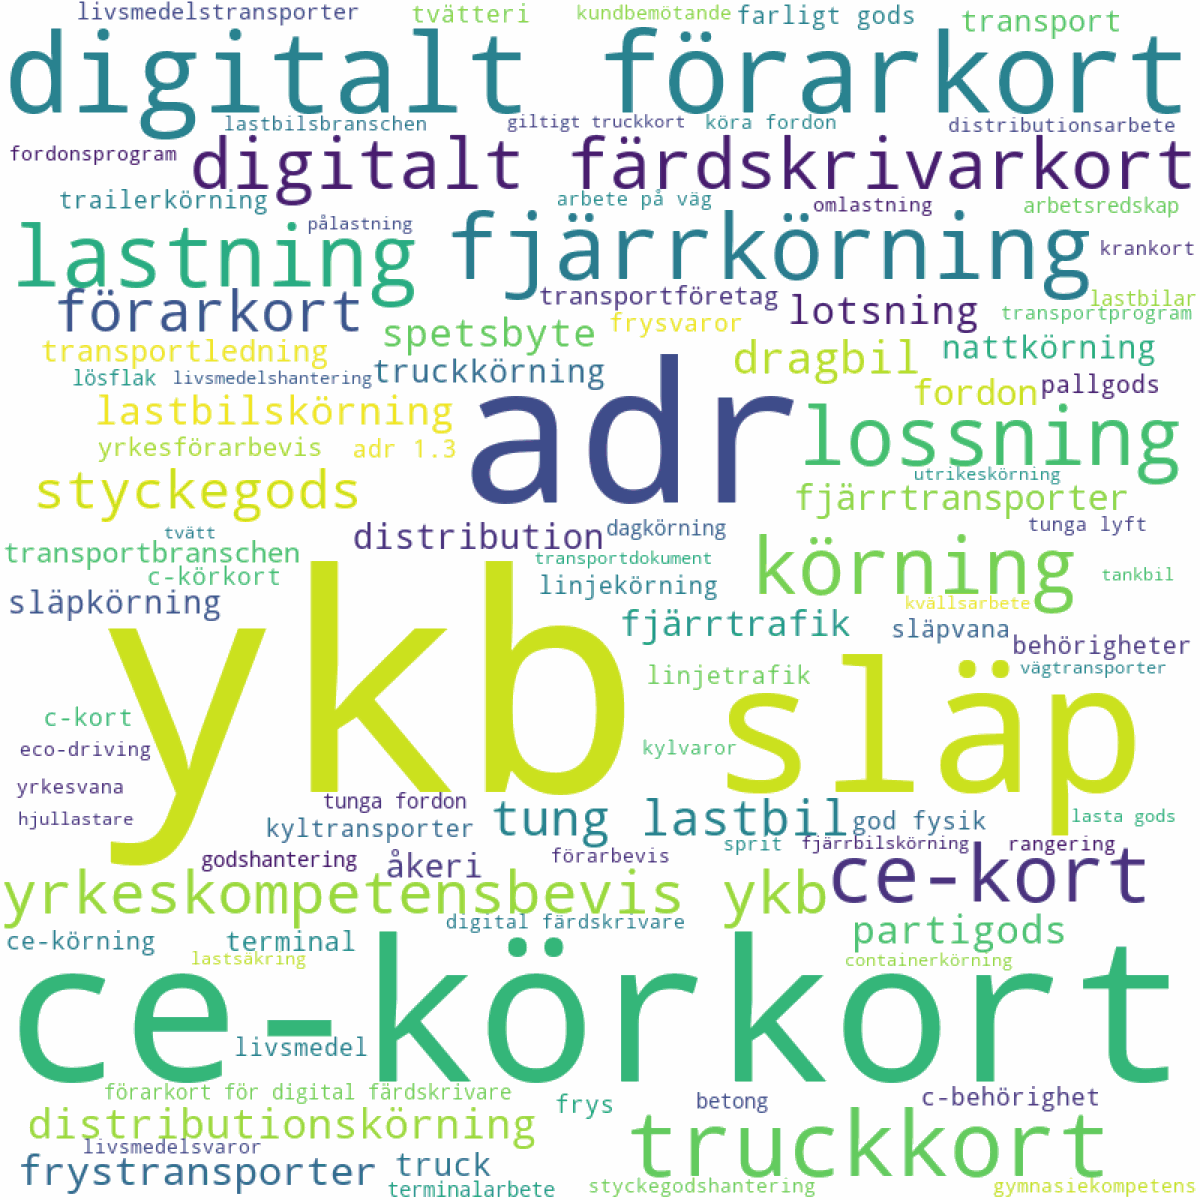 livsmedelstransporter
tvätteri
kundbemötande
farligt gods
transport
digitalt förarkort
lastbilsbranschen
giltigt truckkort
köra fordon
distributionsarbete
fordonsprogram
digitalt färdskrivarkort
trailerkörning
arbete på väg
omlastning
arbetsredskap
pålastning
lastning
fjärrkörning
krankort
förarkort
transportföretag
lotsning
lastbilar
transportprogram
spetsbyte
frysvaror
transportledning
dragbil
nattkörning
lösflak
livsmedelshantering
truckkörning
fordon
pallgods
lastbilskörning
adr
lossning
yrkesförarbevis
adr 1.3
utrikeskörning
styckegods
fjärrtransporter
tvätt
distribution
dagkörning
tunga lyft
transportbranschen
transportdokument
körning
c-körkort
linjekörning
tankbil
släpkörning
kvällsarbete
fjärrtrafik
släpvana
behörigheter
ykb
släp
linjetrafik
vägtransporter
c-kort
eco-driving
kylvaror
yrkesvana
tunga fordon
hjullastare
kyltransporter
tung lastbil
god fysik
lasta gods
godshantering
åkeri
förarbevis
sprit
fjärrbilskörning
rangering
yrkeskompetensbevis ykb
ce-kort
digital färdskrivare
ce-körning
terminal
partigods
lastsäkring
containerkörning
ce-körkort
livsmedel
förarkort för digital färdskrivare
frys
betong
c-behörighet
distributionskörning
truckkort
livsmedelsvaror
frystransporter
truck
terminalarbete
styckegodshantering
gymnasiekompetens